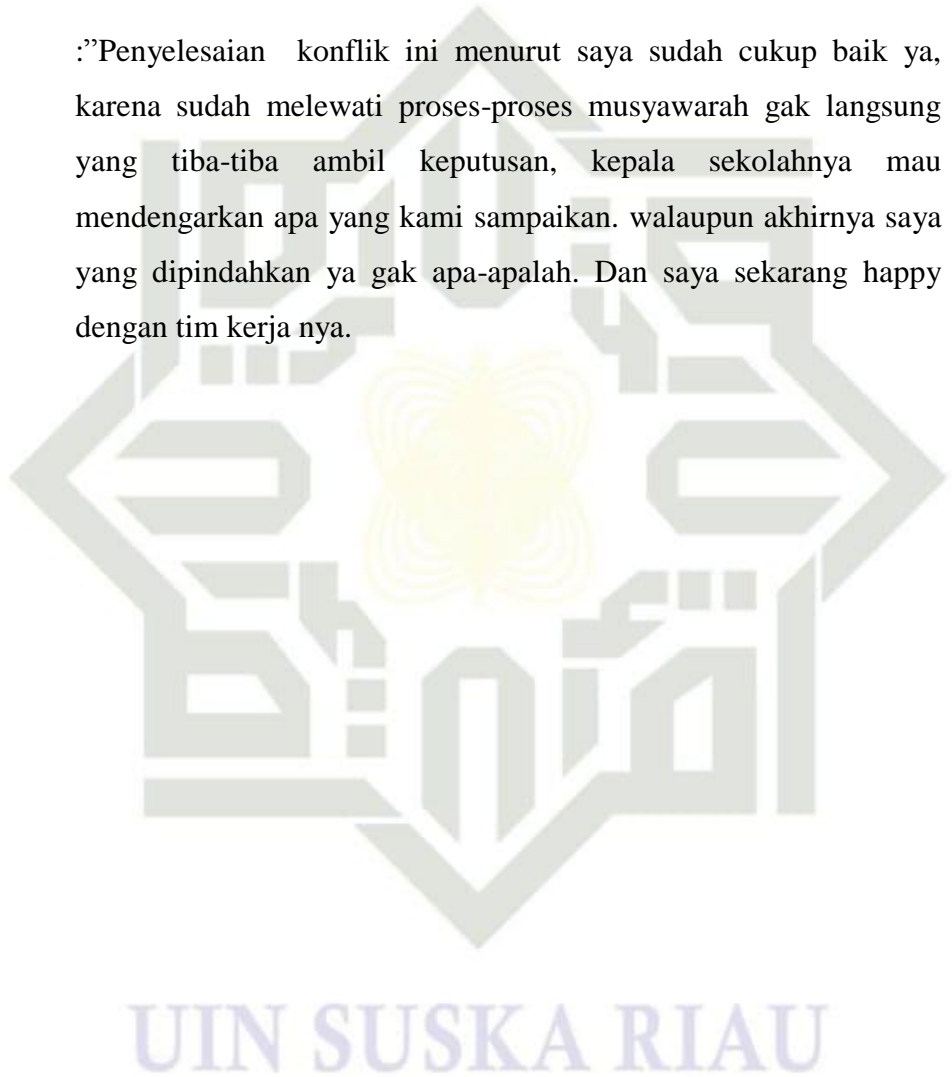 :”Penyelesaian konflik ini menurut saya sudah cukup baik ya,
karena sudah melewati proses-proses musyawarah gak langsung
yang tiba-tiba ambil keputusan, kepala sekolahnya mau
mendengarkan apa yang kami sampaikan. walaupun akhirnya saya
yang dipindahkan ya gak apa-apalah. Dan saya sekarang happy
dengan tim kerja nya.
UIN SUSKA RIAU